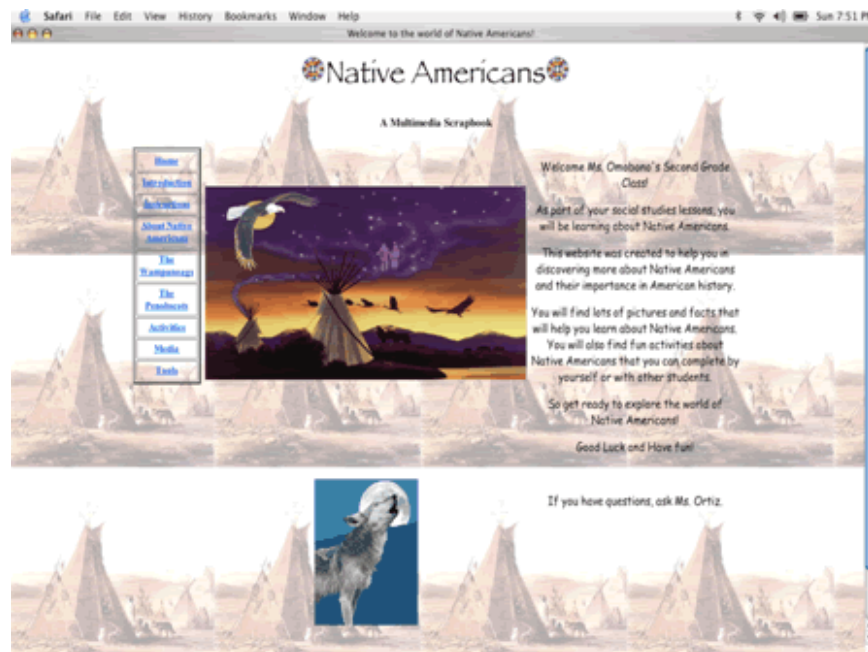 Safari File Edit View History Bookmarks Window Help
Sun 7:51 P
Welcome to the world of Native Americans!
Native Americans
A Multimedia Scrapbook
Home
Introduction
About Native
Americans
The
Wampanoags
The
Penobscots
Activities
Media
Tools
Welcome Ms. Omobono's Second Grade
Class!
As part of your social studies lessons, you
will be learning about Native Americans.
This website was created to help you in
discovering more about Native Americans
and their importance in American history.
You will find lots of pictures and facts that
will help you learn about Native Americans.
You will also find fun activities about
Native Americans that you can complete by
yourself or with other students.
So get ready to explore the world of
Native Americans!
Good Luck and Have fun!
If you have questions, ask Ms. Ortiz.